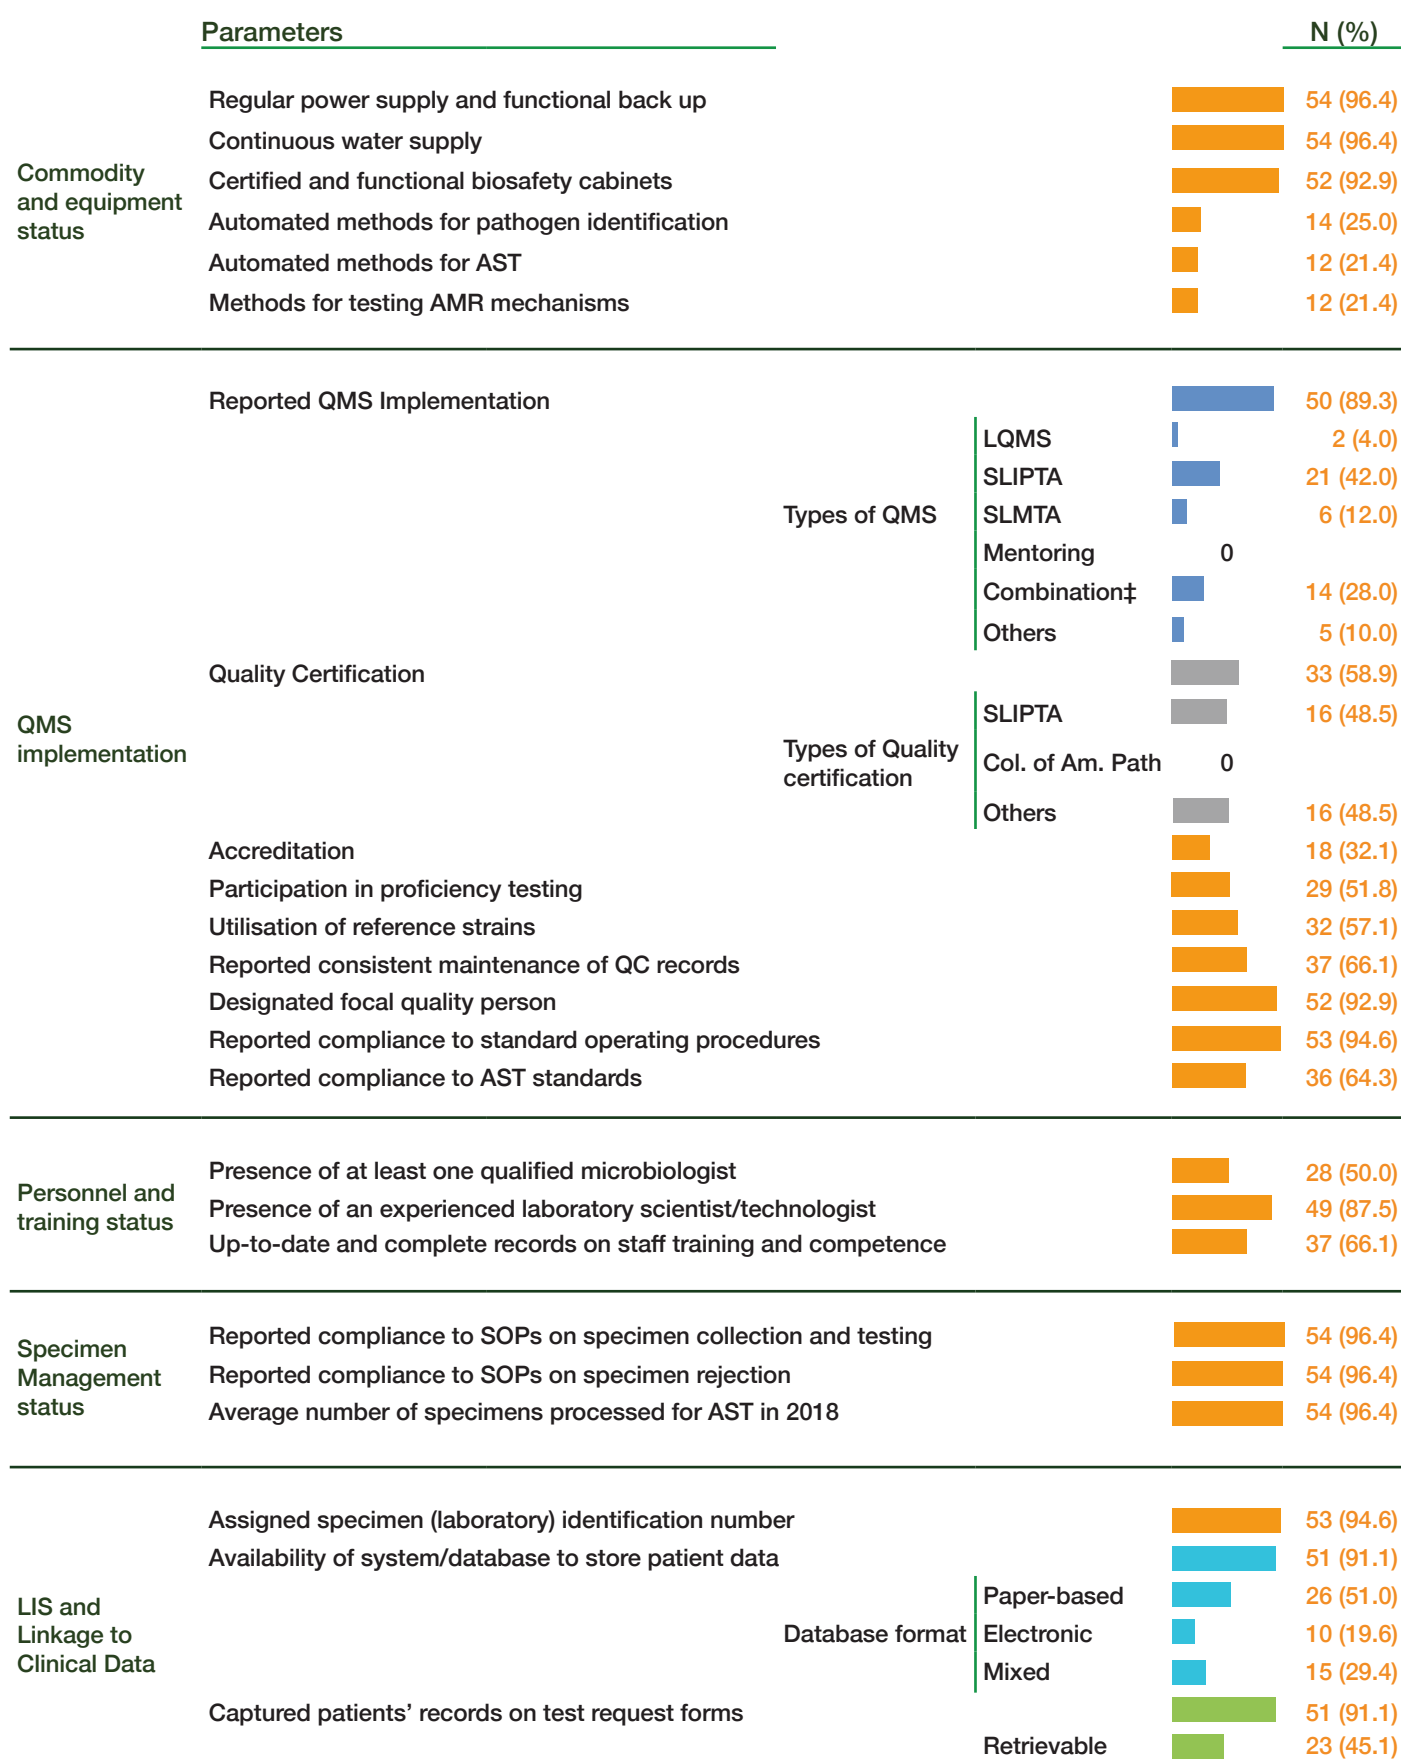 Parameters N (%)
Commodity
and equipment
status
Regular power supply and functional back up 54 (96.4)
Continuous water supply 54 (96.4)
Certified and functional biosafety cabinets 52 (92.9)
Automated methods for pathogen identification 14 (25.0)
Automated methods for AST 12 (21.4)
Methods for testing AMR mechanisms 12 (21.4)
QMS
implementation
Reported QMS Implementation 50 (89.3)
Types of QMS
LQMS 2 (4.0)
SLIPTA 21 (42.0)
SLMTA 6 (12.0)
Mentoring 0
Combination‡ 14 (28.0)
Others 5 (10.0)
Quality Certification 33 (58.9)
Types of Quality
certification
SLIPTA 16 (48.5)
Col. of Am. Path 0
Others 16 (48.5)
Accreditation 18 (32.1)
Participation in proficiency testing 29 (51.8)
Utilisation of reference strains 32 (57.1)
Reported consistent maintenance of QC records 37 (66.1)
Designated focal quality person 52 (92.9)
Reported compliance to standard operating procedures 53 (94.6)
Reported compliance to AST standards 36 (64.3)
Personnel and
training status
Presence of at least one qualified microbiologist 28 (50.0)
Presence of an experienced laboratory scientist/technologist 49 (87.5)
Up-to-date and complete records on staff training and competence 37 (66.1)
Specimen
Management
status
Reported compliance to SOPs on specimen collection and testing 54 (96.4)
Reported compliance to SOPs on specimen rejection 54 (96.4)
Average number of specimens processed for AST in 2018 54 (96.4)
LIS and
Linkage to
Clinical Data
Assigned specimen (laboratory) identification number 53 (94.6)
Availability of system/database to store patient data 51 (91.1)
Database format
Paper-based 26 (51.0)
Electronic 10 (19.6)
Mixed 15 (29.4)
Captured patients’ records on test request forms 51 (91.1)
Retrievable 23 (45.1)